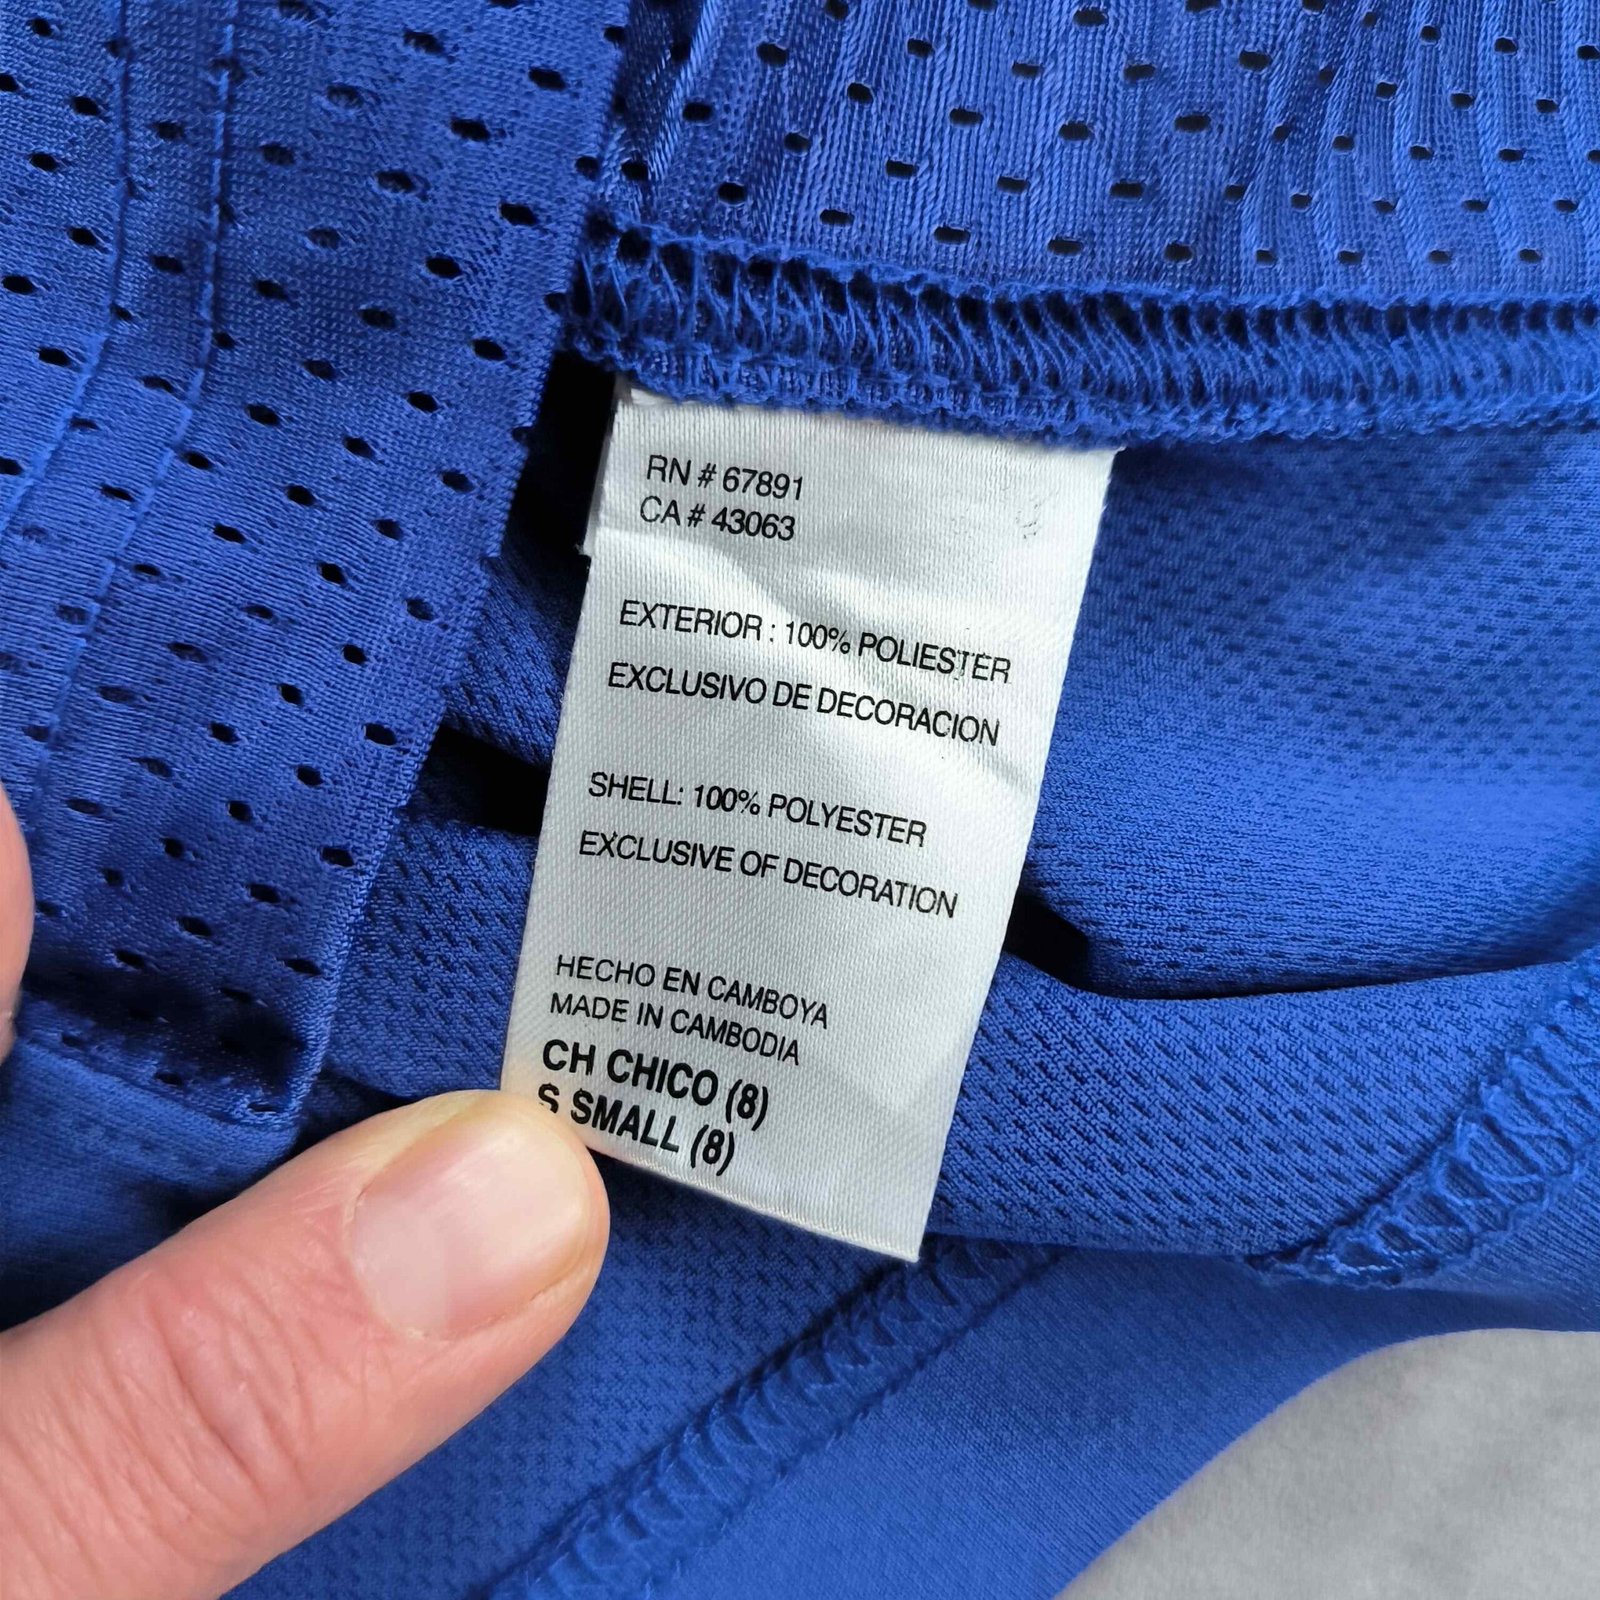 RN # 67891
CA # 43063
EXTERIOR : 100% POLIESTER
EXCLUSIVO DE DECORACION
SHELL: 100% POLYESTER
EXCLUSIVE OF DECORATION
HECHO EN CAMBOYA
MADE IN CAMBODIA
CH CHICO (8)
S SMALL (8)